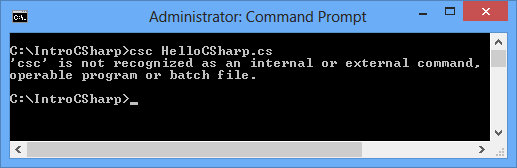 Administrator: Command Prompt
C:\IntroCSharp>csc HelloCSharp.cs
'csc' is not recognized as an internal or external command,
operable program or batch file.
C:\IntroCSharp>_